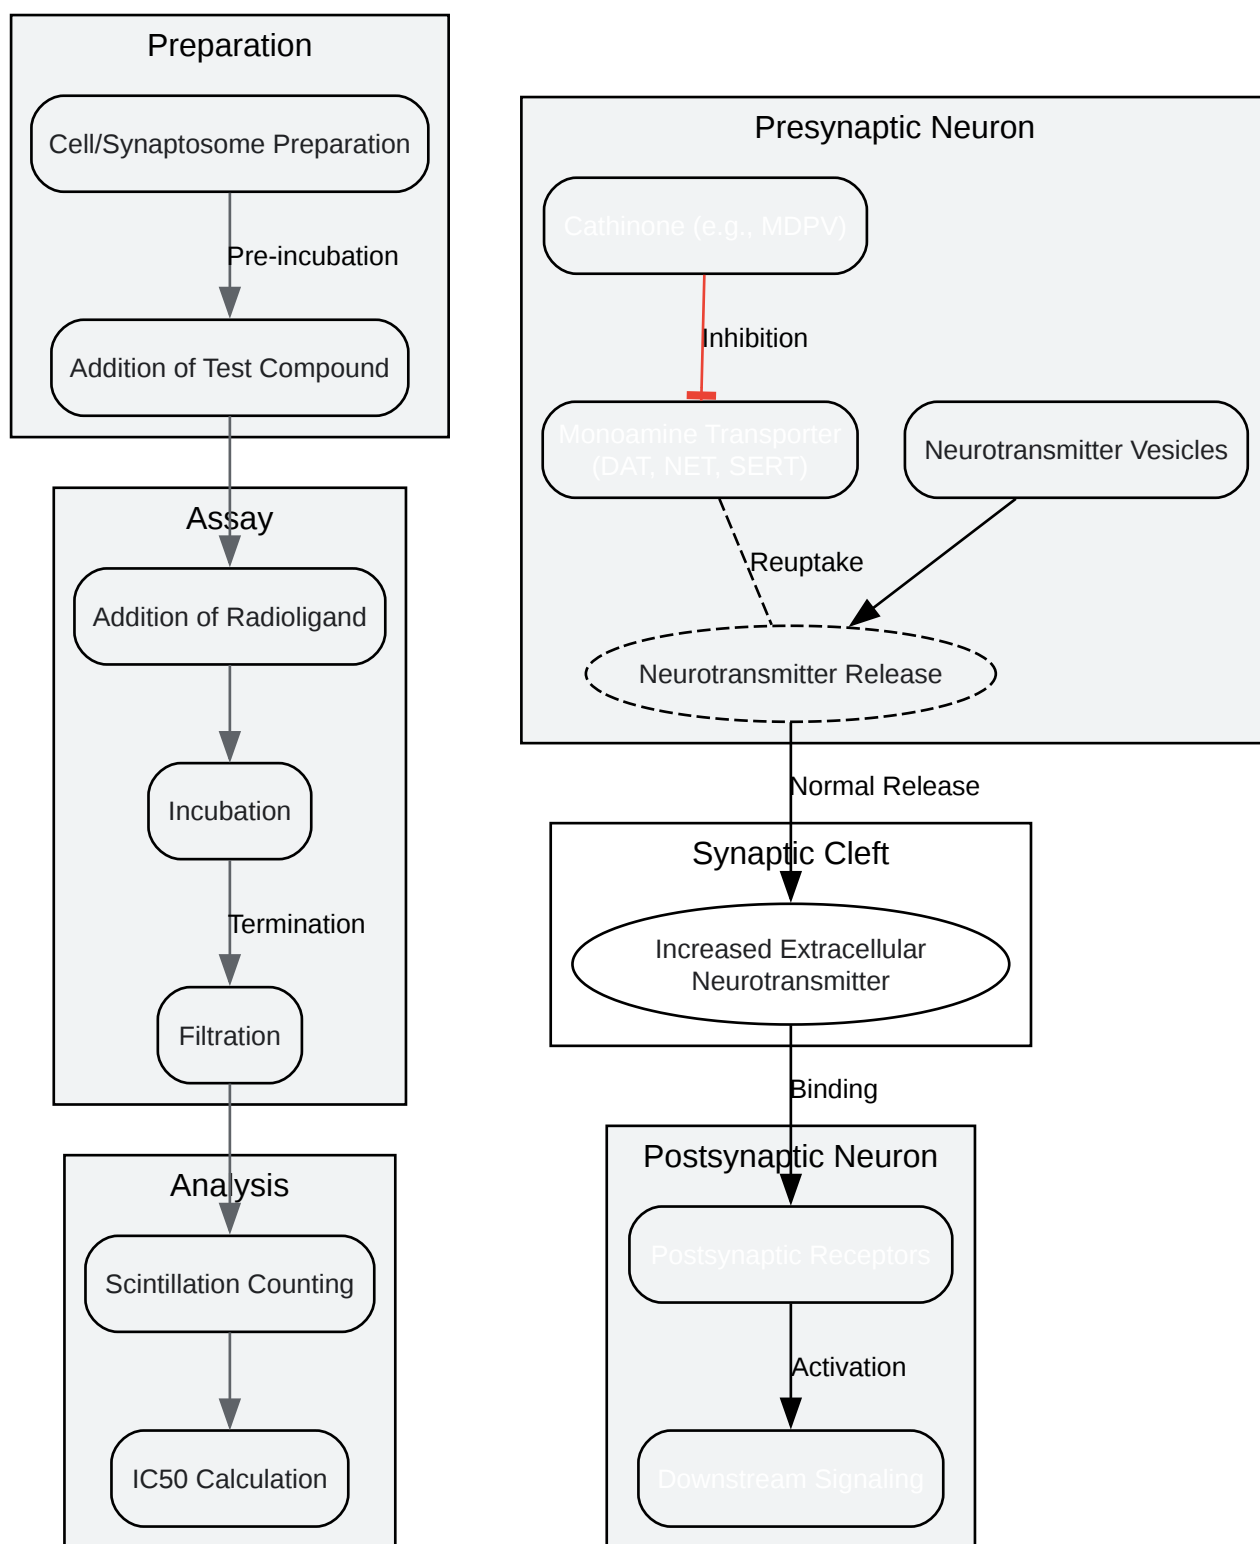 Preparation
Cell/Synaptosome Preparation
Pre-incubation
Addition of Test Compound
Assay
Addition of Radioligand
Incubation
Termination
Filtration
Analysis
Scintillation Counting
IC50 Calculation
Presynaptic Neuron
Cathinone (e.g., MDPV)
Inhibition
Monoamine Transporter
(DAT, NET, SERT)
Neurotransmitter Vesicles
Reuptake
Neurotransmitter Release
Normal Release
Synaptic Cleft
Increased Extracellular
Neurotransmitter
Binding
Postsynaptic Neuron
Postsynaptic Receptors
Activation
Downstream Signaling